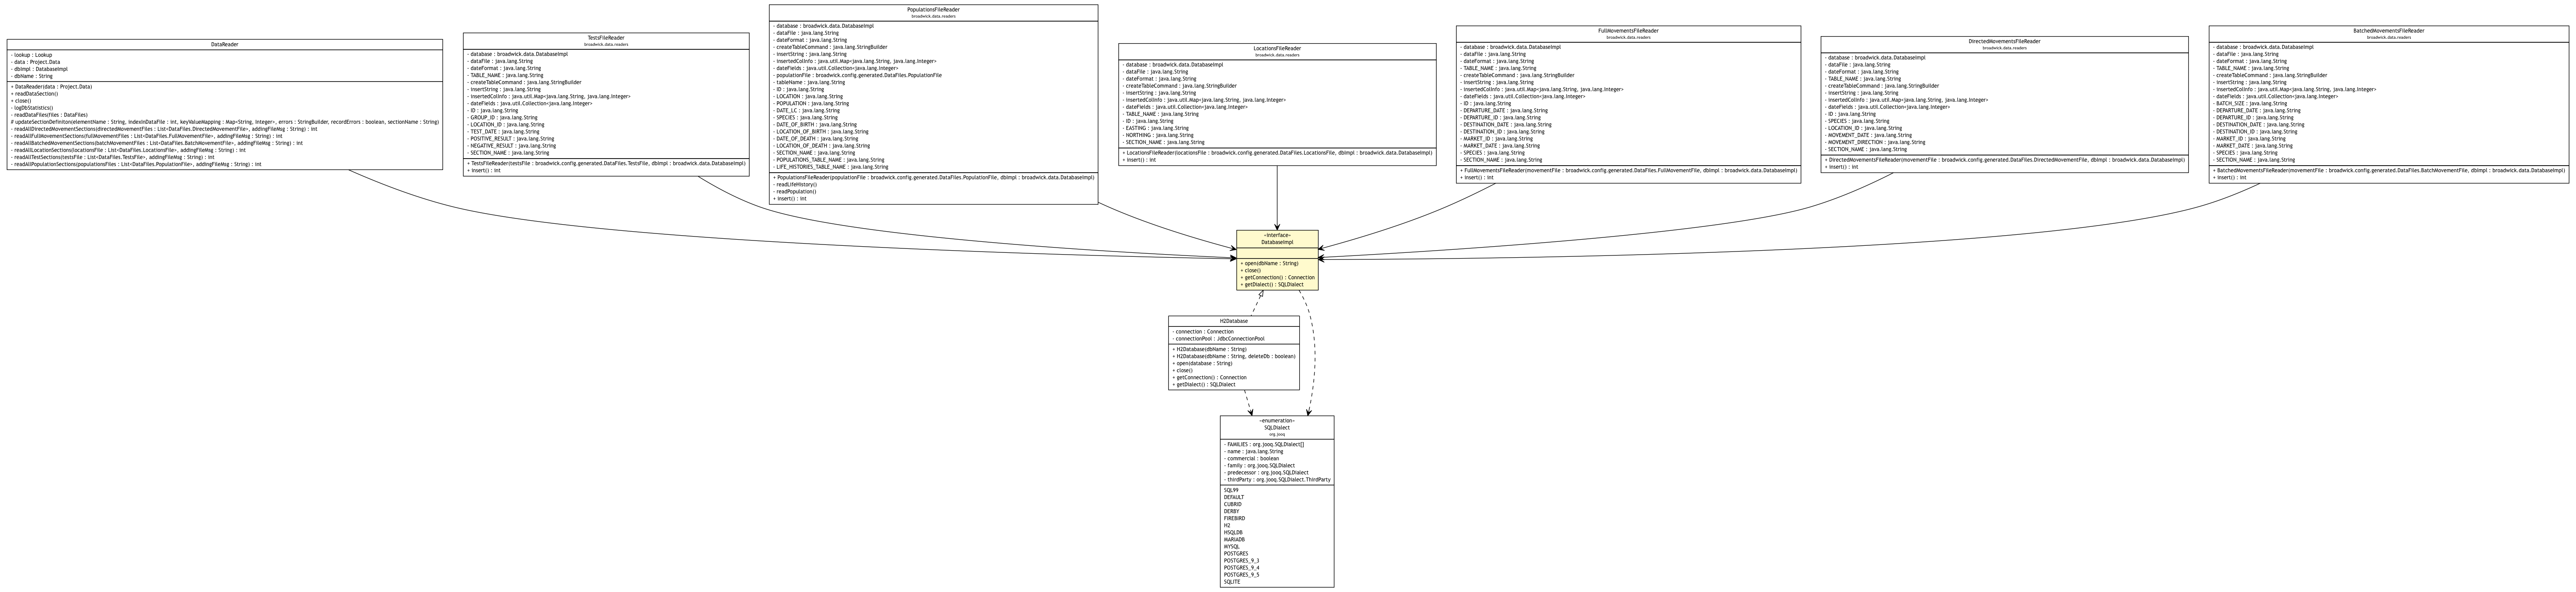 DataReader
- lookup : Lookup
- data : Project.Data
- dbImpl : DatabaseImpl
- dbName : String
+ DataReader(data : Project.Data)
+ readDataSection()
+ close()
- logDbStatistics()
- readDataFiles(files : DataFiles)
# updateSectionDefiniton(elementName : String, indexInDataFile : int, keyValueMapping : Map<String, Integer>, errors : StringBuilder, recordErrors : boolean, sectionName : String)
- readAllDirectedMovementSections(directedMovementFiles : List<DataFiles.DirectedMovementFile>, addingFileMsg : String) : int
- readAllFullMovementSections(fullMovementFiles : List<DataFiles.FullMovementFile>, addingFileMsg : String) : int
- readAllBatchedMovementSections(batchMovementFiles : List<DataFiles.BatchMovementFile>, addingFileMsg : String) : int
- readAllLocationSections(locationsFile : List<DataFiles.LocationsFile>, addingFileMsg : String) : int
- readAllTestSections(testsFile : List<DataFiles.TestsFile>, addingFileMsg : String) : int
- readAllPopulationSections(populationsFiles : List<DataFiles.PopulationFile>, addingFileMsg : String) : int
TestsFileReader
broadwick.data.readers
- database : broadwick.data.DatabaseImpl
- dataFile : java.lang.String
- dateFormat : java.lang.String
- TABLE_NAME : java.lang.String
- createTableCommand : java.lang.StringBuilder
- insertString : java.lang.String
- insertedColInfo : java.util.Map<java.lang.String, java.lang.Integer>
- dateFields : java.util.Collection<java.lang.Integer>
- ID : java.lang.String
- GROUP_ID : java.lang.String
- LOCATION_ID : java.lang.String
- TEST_DATE : java.lang.String
- POSITIVE_RESULT : java.lang.String
- NEGATIVE_RESULT : java.lang.String
- SECTION_NAME : java.lang.String
+ TestsFileReader(testsFile : broadwick.config.generated.DataFiles.TestsFile, dbImpl : broadwick.data.DatabaseImpl)
+ insert() : int
PopulationsFileReader
broadwick.data.readers
- database : broadwick.data.DatabaseImpl
- dataFile : java.lang.String
- dateFormat : java.lang.String
- createTableCommand : java.lang.StringBuilder
- insertString : java.lang.String
- insertedColInfo : java.util.Map<java.lang.String, java.lang.Integer>
- dateFields : java.util.Collection<java.lang.Integer>
- populationFile : broadwick.config.generated.DataFiles.PopulationFile
- tableName : java.lang.String
- ID : java.lang.String
- LOCATION : java.lang.String
- POPULATION : java.lang.String
- DATE_LC : java.lang.String
- SPECIES : java.lang.String
- DATE_OF_BIRTH : java.lang.String
- LOCATION_OF_BIRTH : java.lang.String
- DATE_OF_DEATH : java.lang.String
- LOCATION_OF_DEATH : java.lang.String
- SECTION_NAME : java.lang.String
- POPULATIONS_TABLE_NAME : java.lang.String
- LIFE_HISTORIES_TABLE_NAME : java.lang.String
+ PopulationsFileReader(populationFile : broadwick.config.generated.DataFiles.PopulationFile, dbImpl : broadwick.data.DatabaseImpl)
- readLifeHistory()
- readPopulation()
+ insert() : int
LocationsFileReader
broadwick.data.readers
- database : broadwick.data.DatabaseImpl
- dataFile : java.lang.String
- dateFormat : java.lang.String
- createTableCommand : java.lang.StringBuilder
- insertString : java.lang.String
- insertedColInfo : java.util.Map<java.lang.String, java.lang.Integer>
- dateFields : java.util.Collection<java.lang.Integer>
- TABLE_NAME : java.lang.String
- ID : java.lang.String
- EASTING : java.lang.String
- NORTHING : java.lang.String
- SECTION_NAME : java.lang.String
+ LocationsFileReader(locationsFile : broadwick.config.generated.DataFiles.LocationsFile, dbImpl : broadwick.data.DatabaseImpl)
+ insert() : int
FullMovementsFileReader
broadwick.data.readers
- database : broadwick.data.DatabaseImpl
- dataFile : java.lang.String
- dateFormat : java.lang.String
- TABLE_NAME : java.lang.String
- createTableCommand : java.lang.StringBuilder
- insertString : java.lang.String
- insertedColInfo : java.util.Map<java.lang.String, java.lang.Integer>
- dateFields : java.util.Collection<java.lang.Integer>
- ID : java.lang.String
- DEPARTURE_DATE : java.lang.String
- DEPARTURE_ID : java.lang.String
- DESTINATION_DATE : java.lang.String
- DESTINATION_ID : java.lang.String
- MARKET_ID : java.lang.String
- MARKET_DATE : java.lang.String
- SPECIES : java.lang.String
- SECTION_NAME : java.lang.String
+ FullMovementsFileReader(movementFile : broadwick.config.generated.DataFiles.FullMovementFile, dbImpl : broadwick.data.DatabaseImpl)
+ insert() : int
DirectedMovementsFileReader
broadwick.data.readers
- database : broadwick.data.DatabaseImpl
- dataFile : java.lang.String
- dateFormat : java.lang.String
- TABLE_NAME : java.lang.String
- createTableCommand : java.lang.StringBuilder
- insertString : java.lang.String
- insertedColInfo : java.util.Map<java.lang.String, java.lang.Integer>
- dateFields : java.util.Collection<java.lang.Integer>
- ID : java.lang.String
- SPECIES : java.lang.String
- LOCATION_ID : java.lang.String
- MOVEMENT_DATE : java.lang.String
- MOVEMENT_DIRECTION : java.lang.String
- SECTION_NAME : java.lang.String
+ DirectedMovementsFileReader(movementFile : broadwick.config.generated.DataFiles.DirectedMovementFile, dbImpl : broadwick.data.DatabaseImpl)
+ insert() : int
BatchedMovementsFileReader
broadwick.data.readers
- database : broadwick.data.DatabaseImpl
- dataFile : java.lang.String
- dateFormat : java.lang.String
- TABLE_NAME : java.lang.String
- createTableCommand : java.lang.StringBuilder
- insertString : java.lang.String
- insertedColInfo : java.util.Map<java.lang.String, java.lang.Integer>
- dateFields : java.util.Collection<java.lang.Integer>
- BATCH_SIZE : java.lang.String
- DEPARTURE_DATE : java.lang.String
- DEPARTURE_ID : java.lang.String
- DESTINATION_DATE : java.lang.String
- DESTINATION_ID : java.lang.String
- MARKET_ID : java.lang.String
- MARKET_DATE : java.lang.String
- SPECIES : java.lang.String
- SECTION_NAME : java.lang.String
+ BatchedMovementsFileReader(movementFile : broadwick.config.generated.DataFiles.BatchMovementFile, dbImpl : broadwick.data.DatabaseImpl)
+ insert() : int
«interface»
DatabaseImpl
+ open(dbName : String)
+ close()
+ getConnection() : Connection
+ getDialect() : SQLDialect
H2Database
- connection : Connection
- connectionPool : JdbcConnectionPool
+ H2Database(dbName : String)
+ H2Database(dbName : String, deleteDb : boolean)
+ open(database : String)
+ close()
+ getConnection() : Connection
+ getDialect() : SQLDialect
«enumeration»
SQLDialect
org.jooq
- FAMILIES : org.jooq.SQLDialect[]
- name : java.lang.String
- commercial : boolean
- family : org.jooq.SQLDialect
- predecessor : org.jooq.SQLDialect
- thirdParty : org.jooq.SQLDialect.ThirdParty
SQL99
DEFAULT
CUBRID
DERBY
FIREBIRD
H2
HSQLDB
MARIADB
MYSQL
POSTGRES
POSTGRES_9_3
POSTGRES_9_4
POSTGRES_9_5
SQLITE